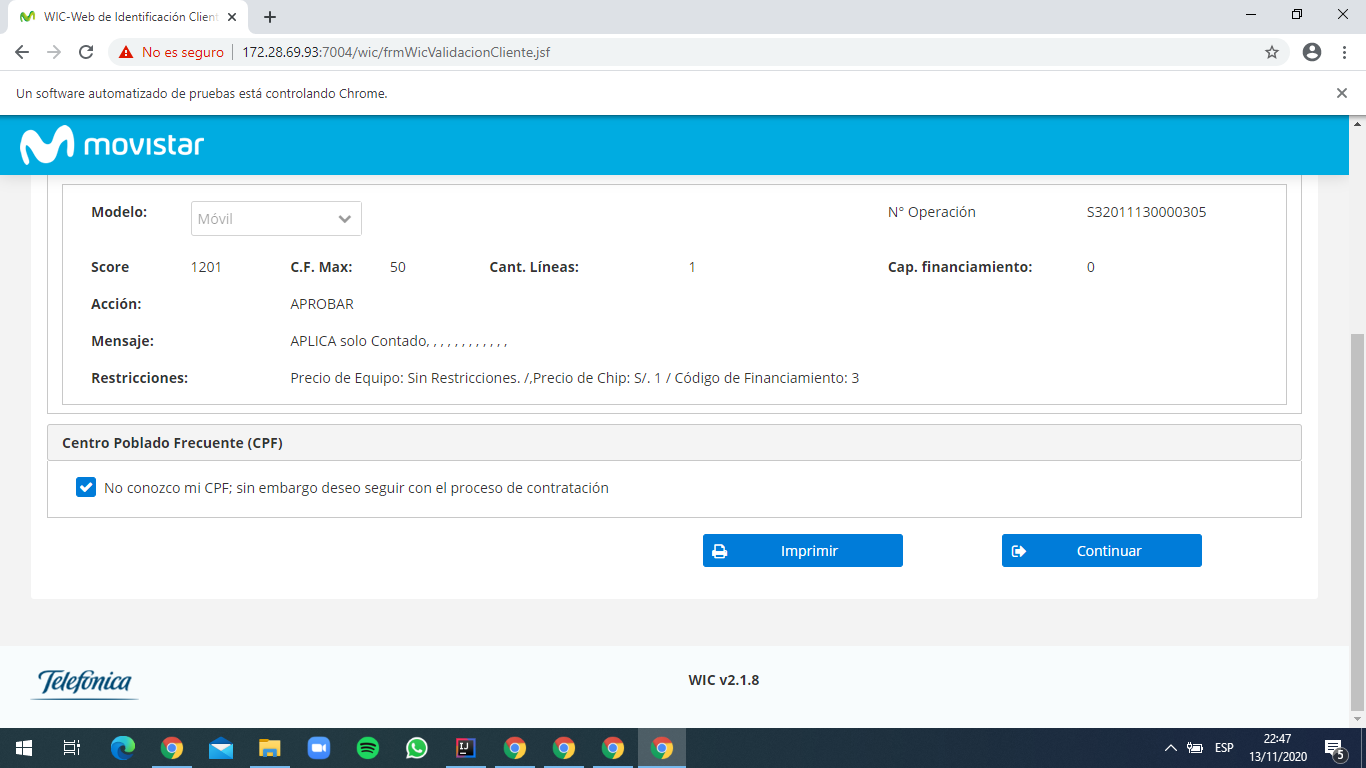 WIC-Web de Identificación Client
No es seguro 172.28.69.93:7004/wic/frmWicValidacionCliente.jsf
Un software automatizado de pruebas está controlando Chrome.
movistar
Modelo: Móvil N° Operación S32011130000305
Score 1201 C.F. Max: 50 Cant. Líneas: 1 Cap. financiamiento: 0
Acción: APROBAR
Mensaje: APLICA solo Contado, , , , , , , , , , , ,
Restricciones: Precio de Equipo: Sin Restricciones. /,Precio de Chip: S/. 1 / Código de Financiamiento: 3
Centro Poblado Frecuente (CPF)
No conozco mi CPF; sin embargo deseo seguir con el proceso de contratación
Imprimir Continuar
Telefónica WIC v2.1.8
IJ ESP 22:47
13/11/2020 5